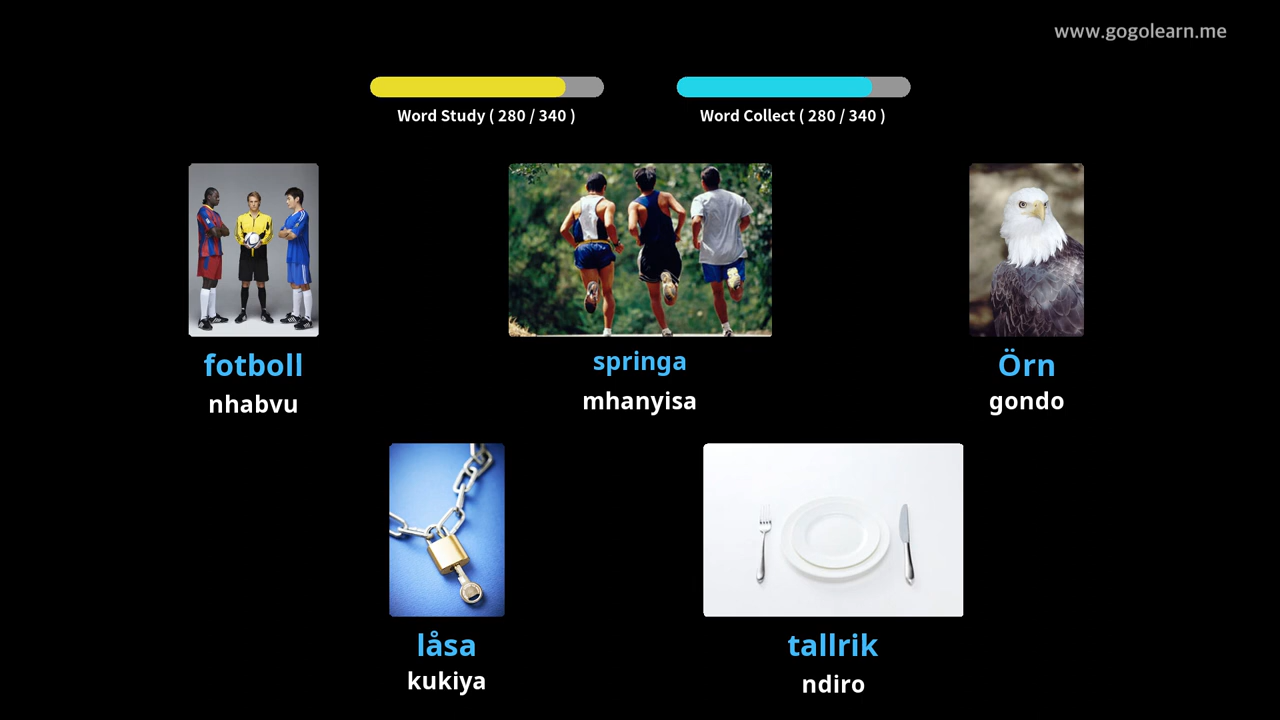 www.gogolearn.me
Word Study ( 280 / 340 )
Word Collect ( 280 / 340 )
fotboll
nhabvu
springa
mhanyisa
Örn
gondo
låsa
kukiya
tallrik
ndiro